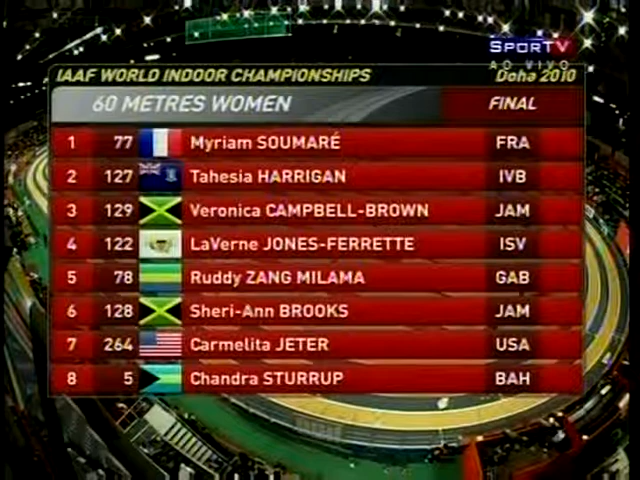 SPORTV
AO VIVO
IAAF WORLD INDOOR CHAMPIONSHIPS Doha 2010
60 METRES WOMEN FINAL
1 77 Myriam SOUMARÉ FRA
2 127 Tahesia HARRIGAN IVB
3 129 Veronica CAMPBELL-BROWN JAM
4 122 LaVerne JONES-FERRETTE ISV
5 78 Ruddy ZANG MILAMA GAB
6 128 Sheri-Ann BROOKS JAM
7 264 Carmelita JETER USA
8 5 Chandra STURRUP BAH